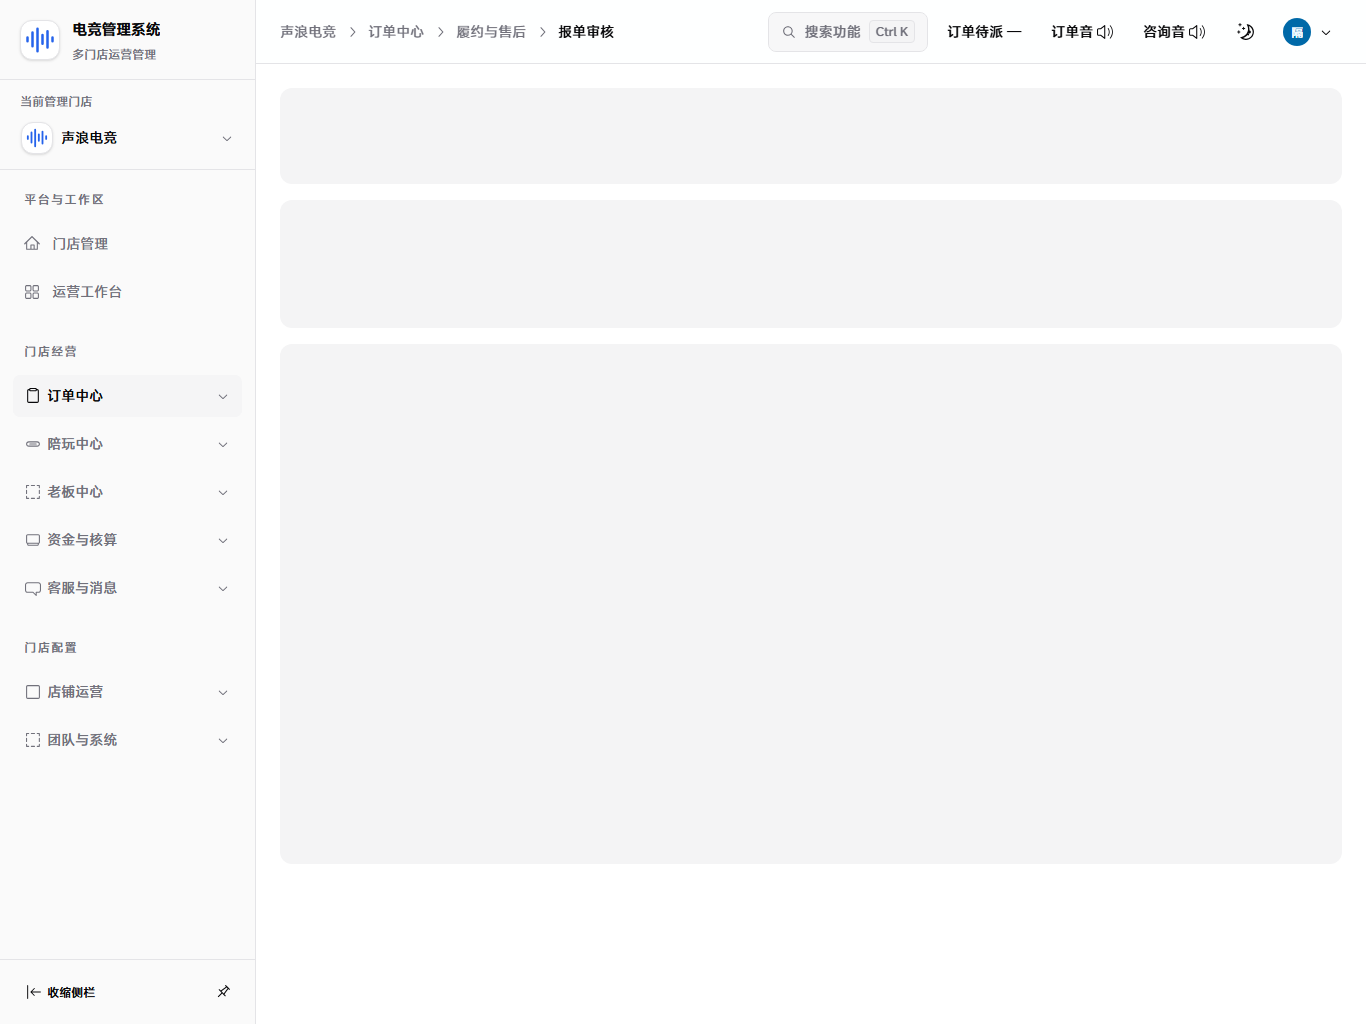 电竞管理系统
多门店运营管理
当前管理门店
声浪电竞
平台与工作区
门店管理
运营工作台
门店经营
订单中心
陪玩中心
老板中心
资金与核算
客服与消息
门店配置
店铺运营
团队与系统
收缩侧栏
声浪电竞 > 订单中心 > 履约与售后 > 报单审核
搜索功能 Ctrl K
订单待派 —
订单音
咨询音
隔